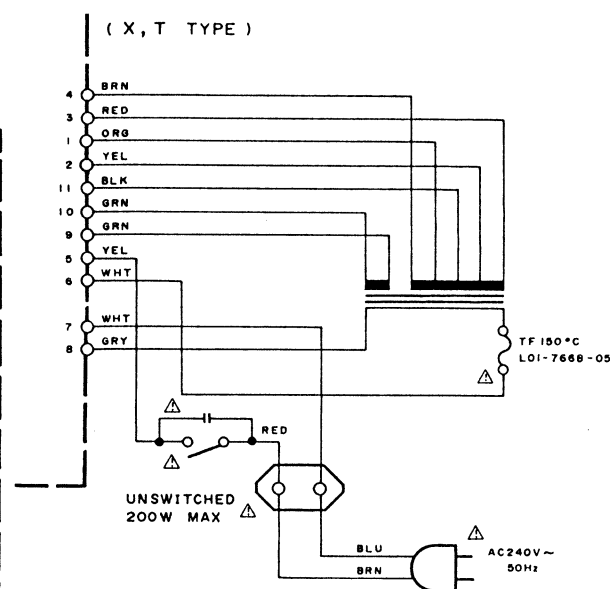 ( X, T TYPE )
4 BRN
3 RED
1 ORG
2 YEL
11 BLK
10 GRN
9 GRN
5 YEL
6 WHT
7 WHT
8 GRY
TF 150°C
L01-7668-05
RED
UNSWITCHED
200W MAX
BLU
BRN
AC240V~
50Hz